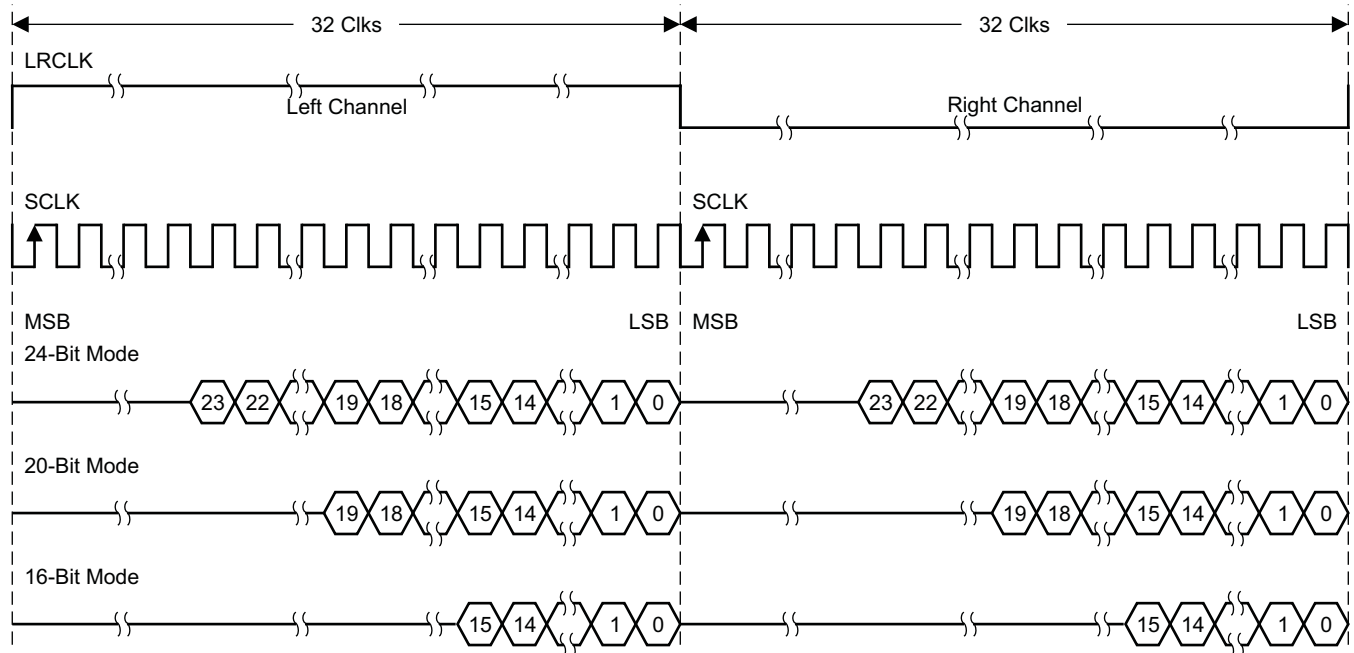 32 Clks 32 Clks
LRCLK
Left Channel Right Channel
SCLK SCLK
MSB LSB MSB LSB
24-Bit Mode
23 22 19 18 15 14 1 0 23 22 19 18 15 14 1 0
20-Bit Mode
19 18 15 14 1 0 19 18 15 14 1 0
16-Bit Mode
15 14 1 0 15 14 1 0